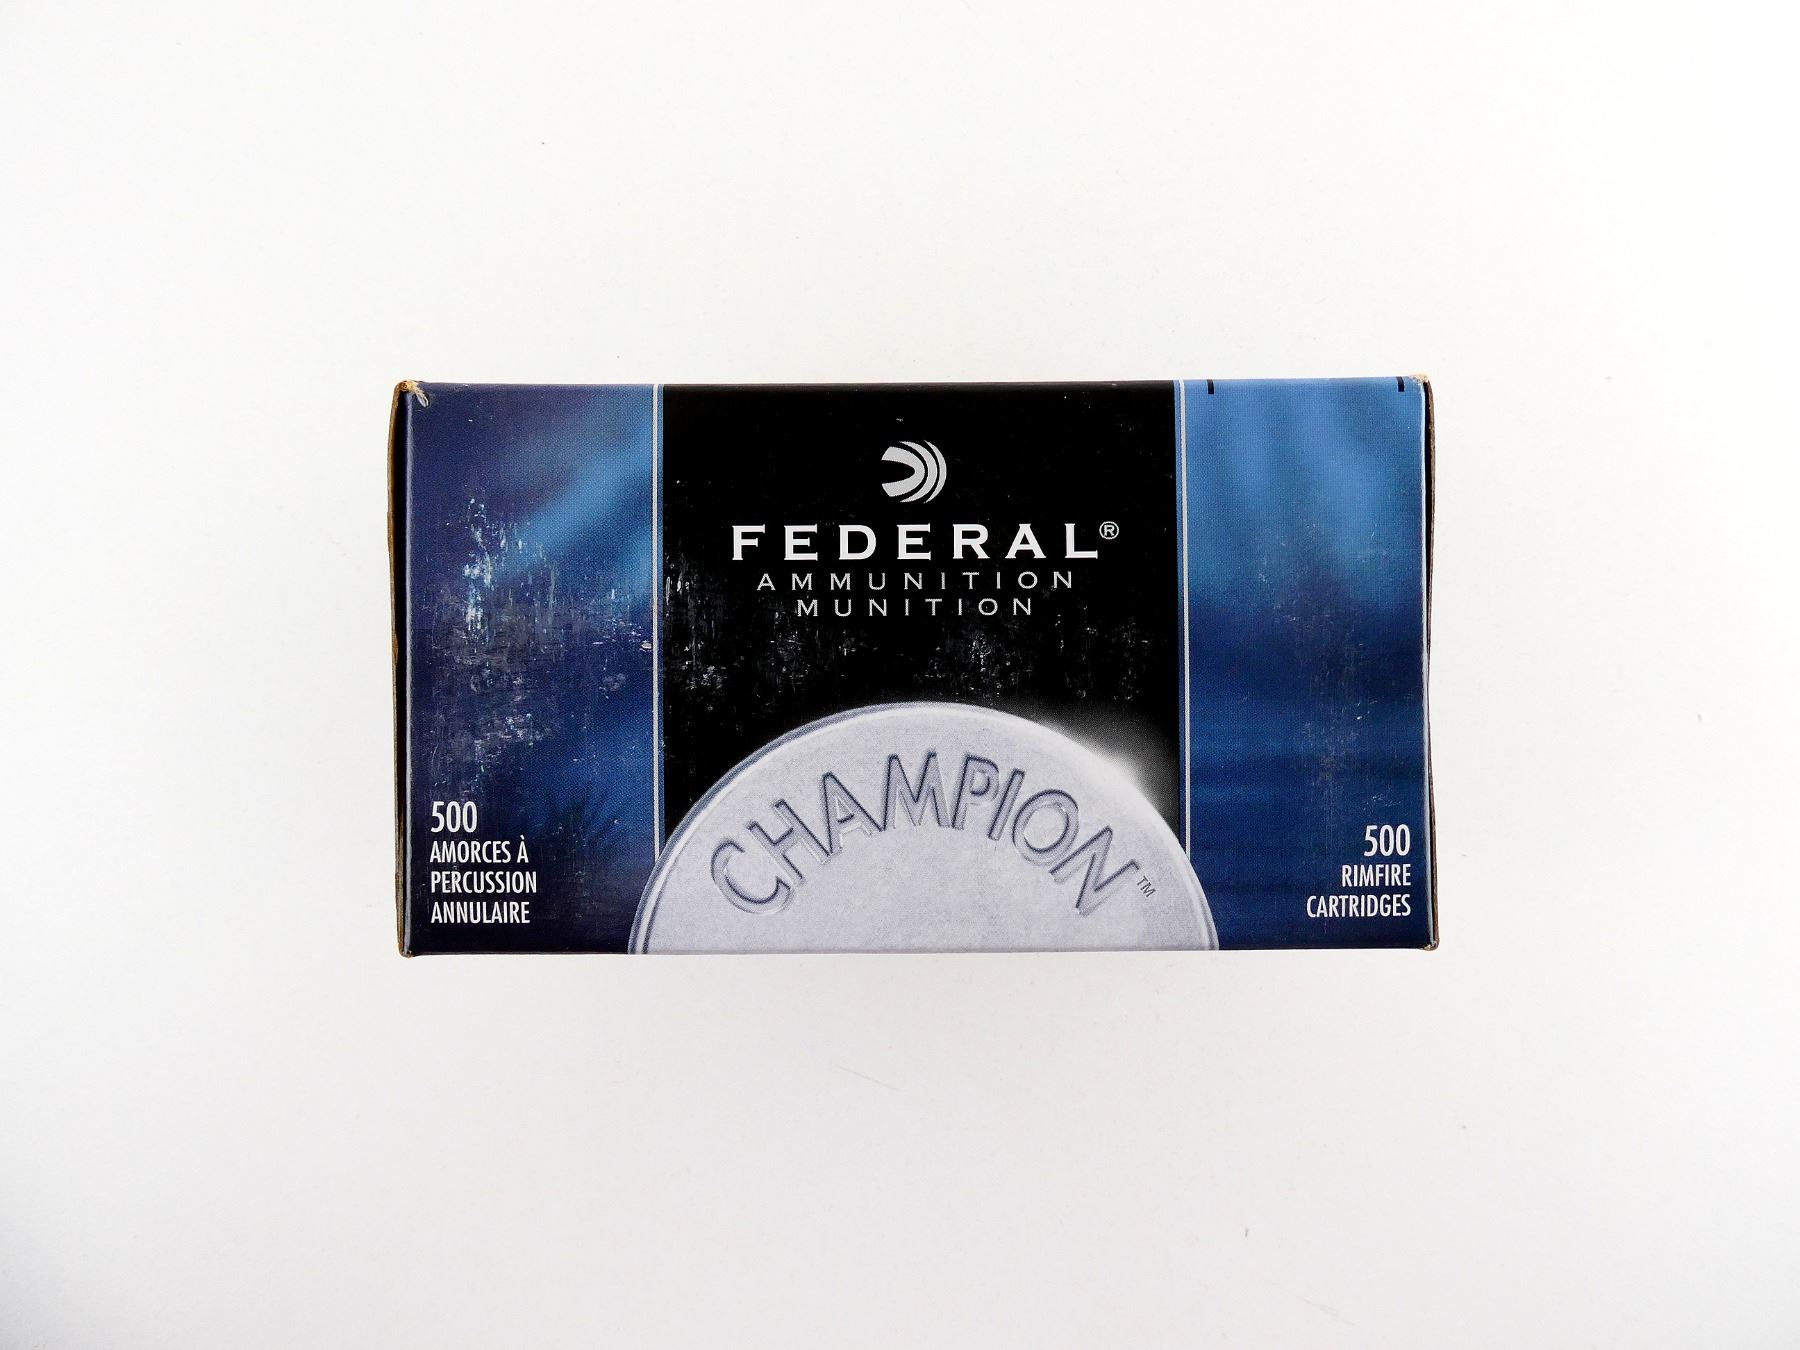 FEDERAL®
AMMUNITION
MUNITION
CHAMPION™
500
AMORCES À
PERCUSSION
ANNULAIRE
500
RIMFIRE
CARTRIDGES